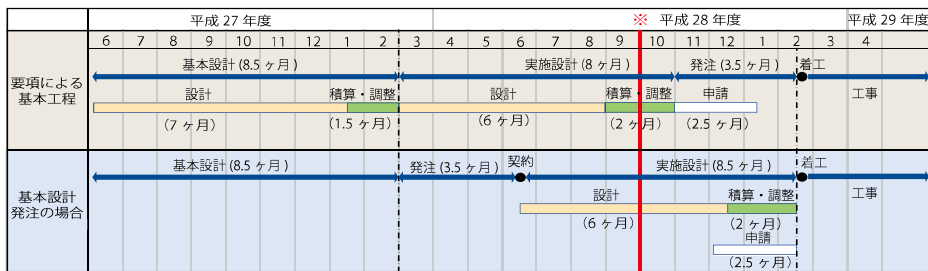 平成 27 年度 ※ 平成 28 年度 平成 29 年度
6 7 8 9 10 11 12 1 2 3 4 5 6 7 8 9 10 11 12 1 2 3 4
要項による
基本工程
基本設計 (8.5 ヶ月) 実施設計 (8 ヶ月) 発注 (3.5 ヶ月) 着工
設計 積算・調整 設計 積算・調整 申請 工事
(7 ヶ月) (1.5 ヶ月) (6 ヶ月) (2 ヶ月) (2.5 ヶ月)
基本設計
発注の場合
基本設計 (8.5 ヶ月) 発注 (3.5 ヶ月) 契約 実施設計 (8.5 ヶ月) 着工
設計 積算・調整 工事
(6 ヶ月) (2 ヶ月)
申請
(2.5 ヶ月)